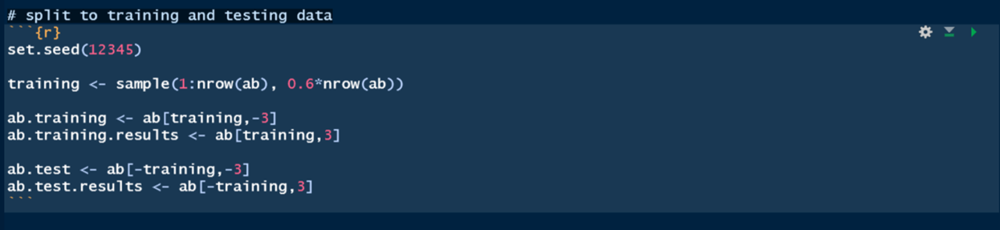 # split to training and testing data
```{r}
set.seed(12345)
training <- sample(1:nrow(ab), 0.6*nrow(ab))
ab.training <- ab[training,-3]
ab.training.results <- ab[training,3]
ab.test <- ab[-training,-3]
ab.test.results <- ab[-training,3]
```